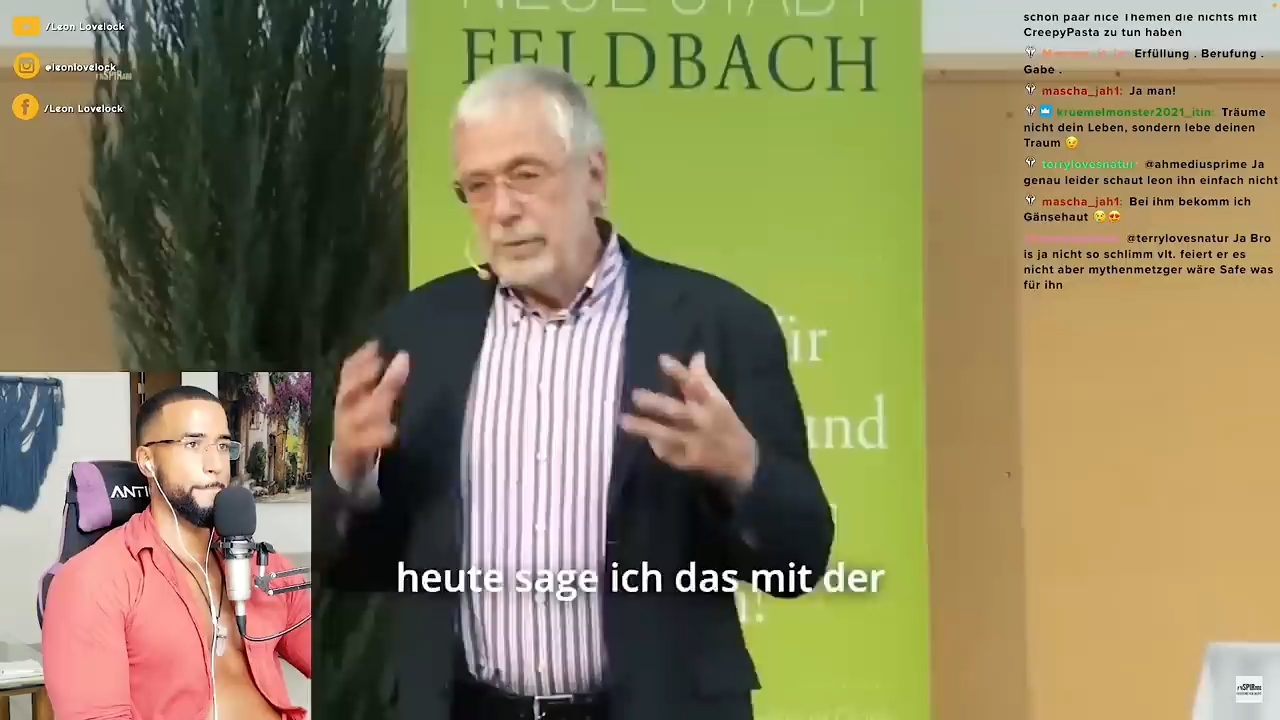 /Leon Lovelock
@leonlovelock
/Leon Lovelock
NEUE STADT
FELDBACH
ür
und
heute sage ich das mit der
ANTI
schon paar nice Themen die nichts mit
CreepyPasta zu tun haben
Erfüllung . Berufung .
Gabe .
mascha_jah1: Ja man!
kruemelmonster2021_itin: Träume
nicht dein Leben, sondern lebe deinen
Traum 😉
terrylovesnatur: @ahmediusprime Ja
genau leider schaut leon ihn einfach nicht
mascha_jah1: Bei ihm bekomm ich
Gänsehaut 😢😍
@terrylovesnatur Ja Bro
is ja nicht so schlimm vlt. feiert er es
nicht aber mythenmetzger wäre Safe was
für ihn